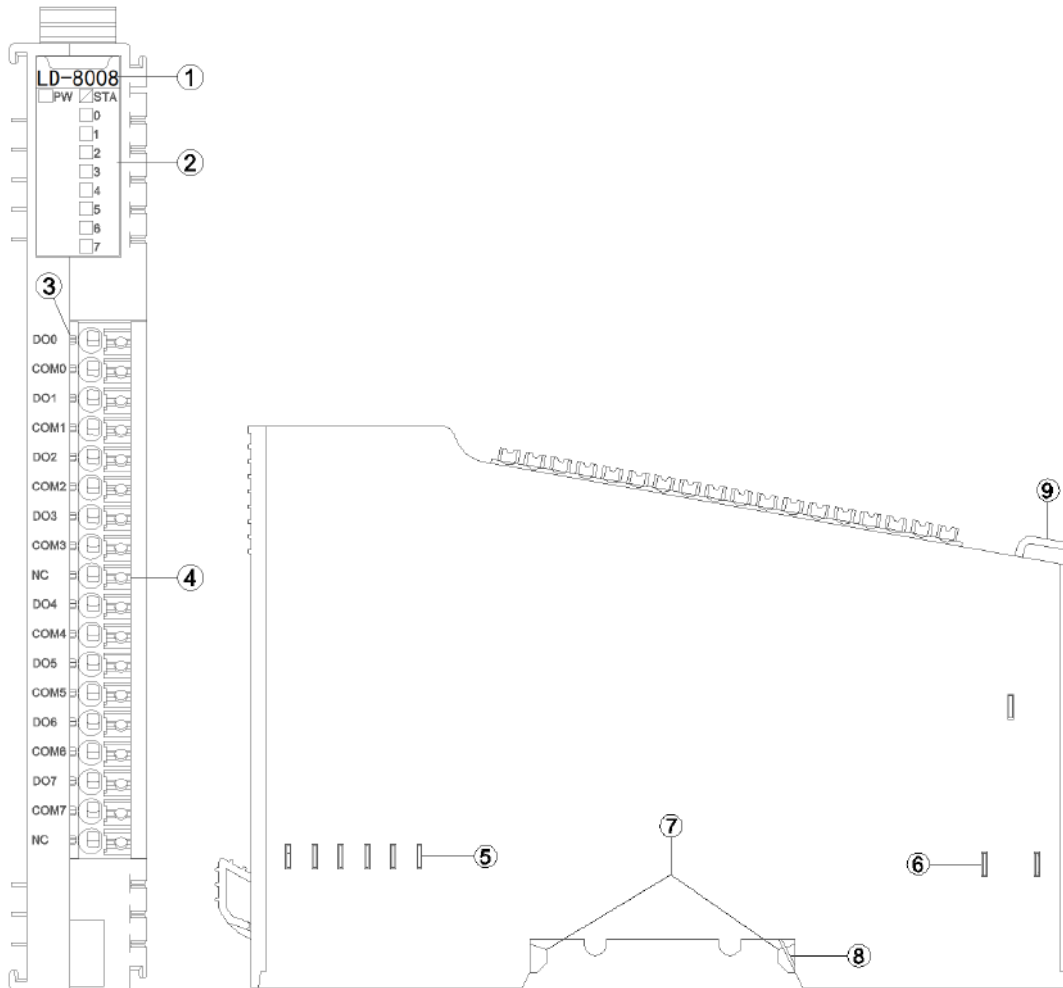 LD-8008
①
PW STA
0
1
2
②
3
4
5
6
7
③
DO0
COM0
DO1
COM1
DO2
COM2
DO3
COM3
NC
④
DO4
COM4
DO5
COM5
DO6
COM6
DO7
COM7
NC
⑨
⑦
⑤
⑥
⑧